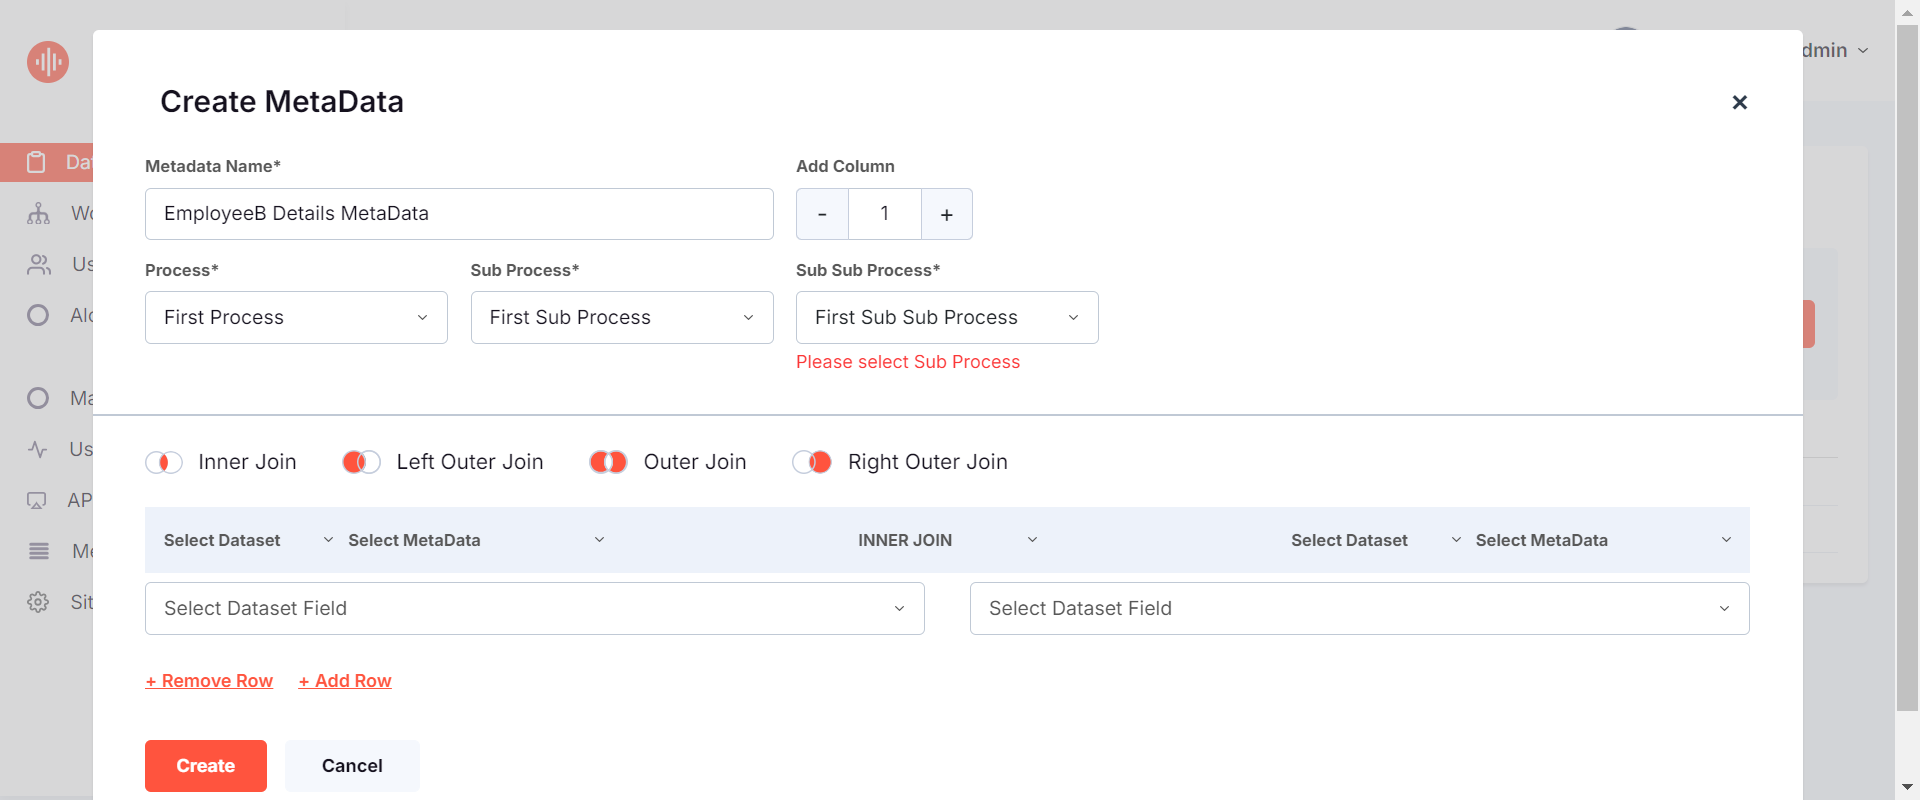 dmin
Create MetaData
Metadata Name*
Add Column
EmployeeB Details MetaData
- 1 +
Process*
Sub Process*
Sub Sub Process*
First Process
First Sub Process
First Sub Sub Process
Please select Sub Process
Inner Join
Left Outer Join
Outer Join
Right Outer Join
Select Dataset
Select MetaData
INNER JOIN
Select Dataset
Select MetaData
Select Dataset Field
Select Dataset Field
+ Remove Row
+ Add Row
Create
Cancel
Dat
Wo
Us
Alc
Ma
Us
AP
Me
Sit